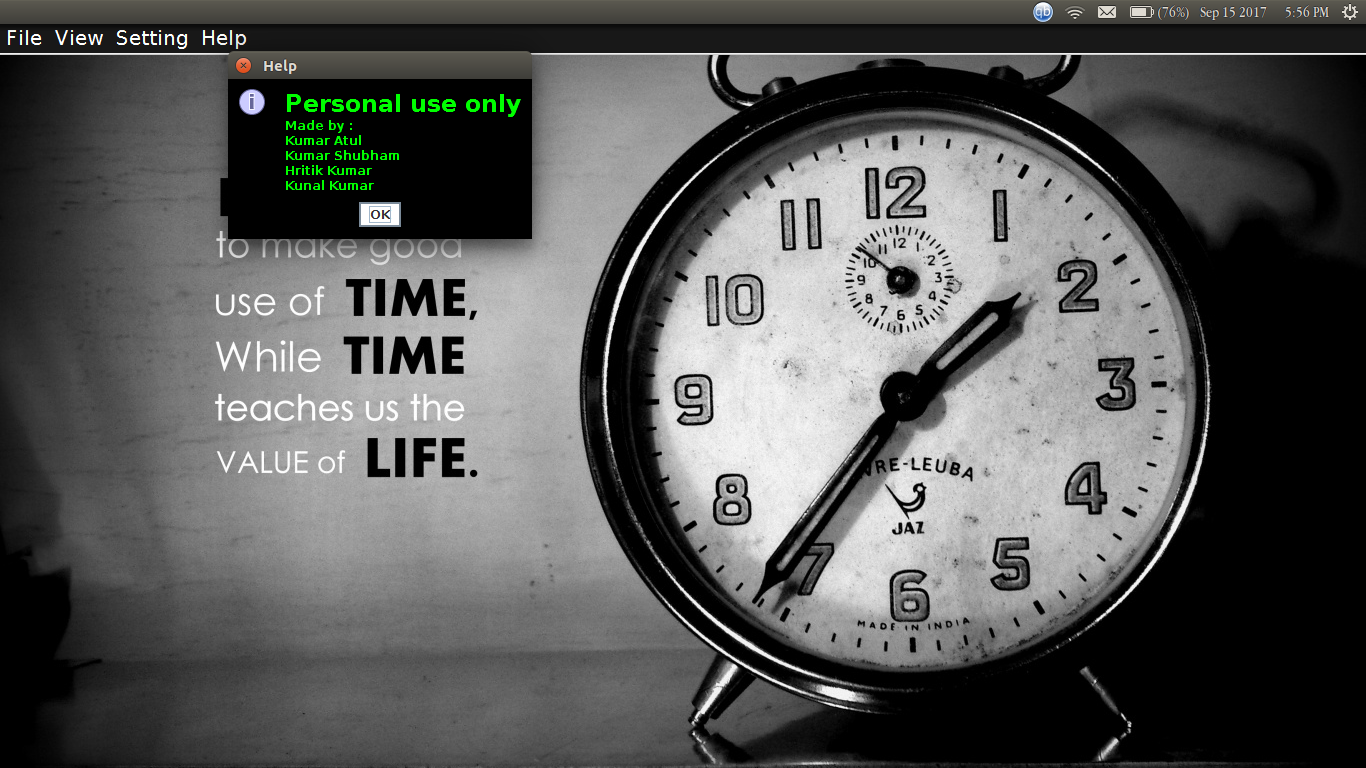 (76%) Sep 15 2017 5:56 PM
File View Setting Help
Help
Personal use only
Made by :
Kumar Atul
Kumar Shubham
Hritik Kumar
Kunal Kumar
OK
to make good
use of TIME,
While TIME
teaches us the
VALUE of LIFE.
12
1
2
3
4
5
6
7
8
9
10
11
12
1
2
3
4
5
6
7
8
9
10
11
VRE-LEUBA
JAZ
MADE IN INDIA